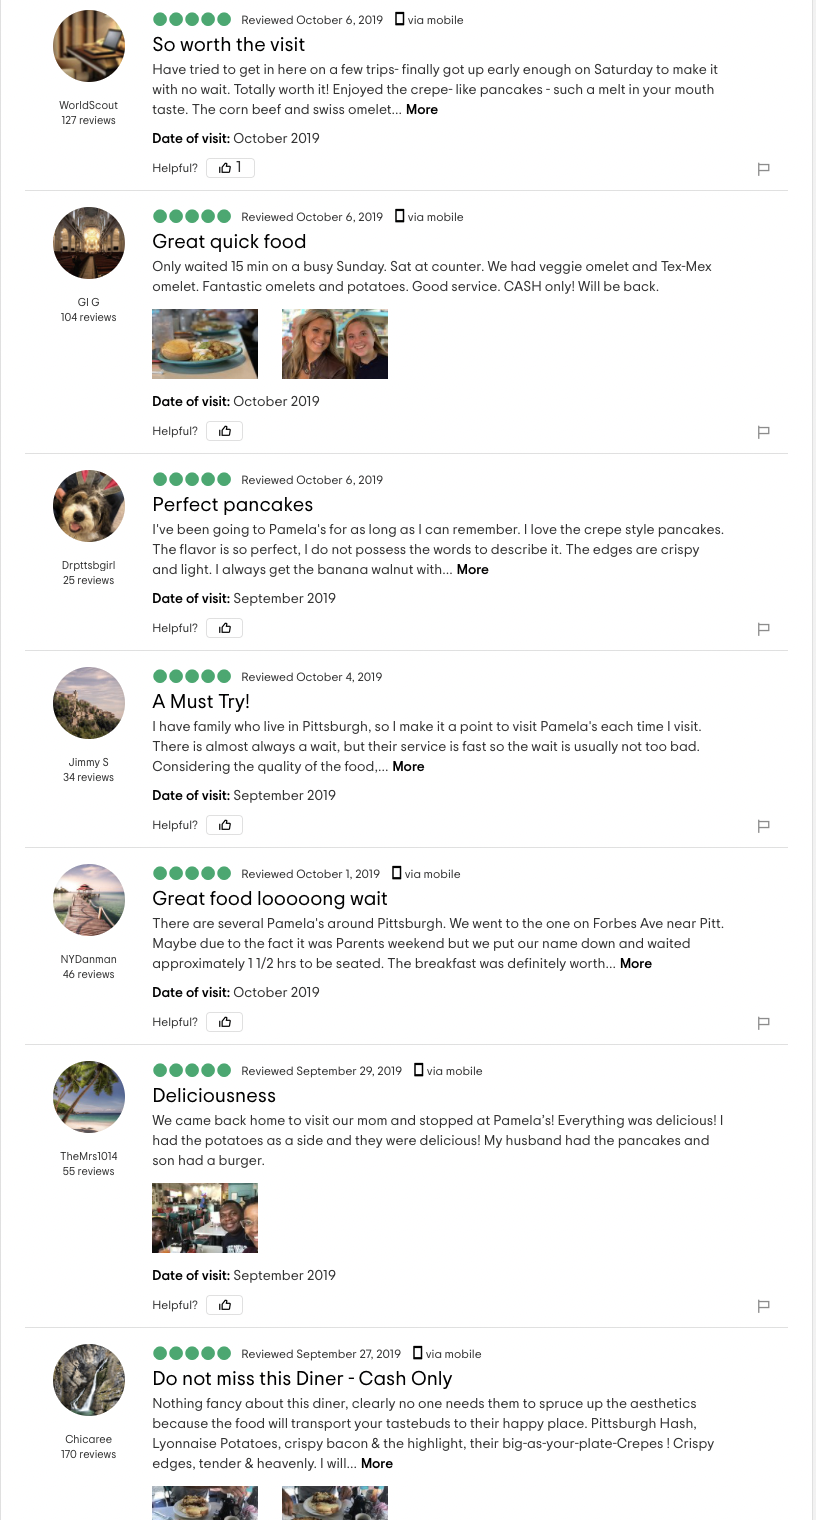 Reviewed October 6, 2019 via mobile
So worth the visit
Have tried to get in here on a few trips- finally got up early enough on Saturday to make it
with no wait. Totally worth it! Enjoyed the crepe- like pancakes - such a melt in your mouth
taste. The corn beef and swiss omelet... More
WorldScout
127 reviews
Date of visit: October 2019
Helpful? 1
Reviewed October 6, 2019 via mobile
Great quick food
Only waited 15 min on a busy Sunday. Sat at counter. We had veggie omelet and Tex-Mex
omelet. Fantastic omelets and potatoes. Good service. CASH only! Will be back.
GI G
104 reviews
Date of visit: October 2019
Helpful?
Reviewed October 6, 2019
Perfect pancakes
I've been going to Pamela's for as long as I can remember. I love the crepe style pancakes.
The flavor is so perfect, I do not possess the words to describe it. The edges are crispy
and light. I always get the banana walnut with... More
Drpttsbgirl
25 reviews
Date of visit: September 2019
Helpful?
Reviewed October 4, 2019
A Must Try!
I have family who live in Pittsburgh, so I make it a point to visit Pamela's each time I visit.
There is almost always a wait, but their service is fast so the wait is usually not too bad.
Considering the quality of the food,... More
Jimmy S
34 reviews
Date of visit: September 2019
Helpful?
Reviewed October 1, 2019 via mobile
Great food looooong wait
There are several Pamela's around Pittsburgh. We went to the one on Forbes Ave near Pitt.
Maybe due to the fact it was Parents weekend but we put our name down and waited
approximately 1 1/2 hrs to be seated. The breakfast was definitely worth... More
NYDanman
46 reviews
Date of visit: October 2019
Helpful?
Reviewed September 29, 2019 via mobile
Deliciousness
We came back home to visit our mom and stopped at Pamela's! Everything was delicious! I
had the potatoes as a side and they were delicious! My husband had the pancakes and
son had a burger.
TheMrs1014
55 reviews
Date of visit: September 2019
Helpful?
Reviewed September 27, 2019 via mobile
Do not miss this Diner - Cash Only
Nothing fancy about this diner, clearly no one needs them to spruce up the aesthetics
because the food will transport your tastebuds to their happy place. Pittsburgh Hash,
Lyonnaise Potatoes, crispy bacon & the highlight, their big-as-your-plate-Crepes ! Crispy
edges, tender & heavenly. I will... More
Chicaree
170 reviews